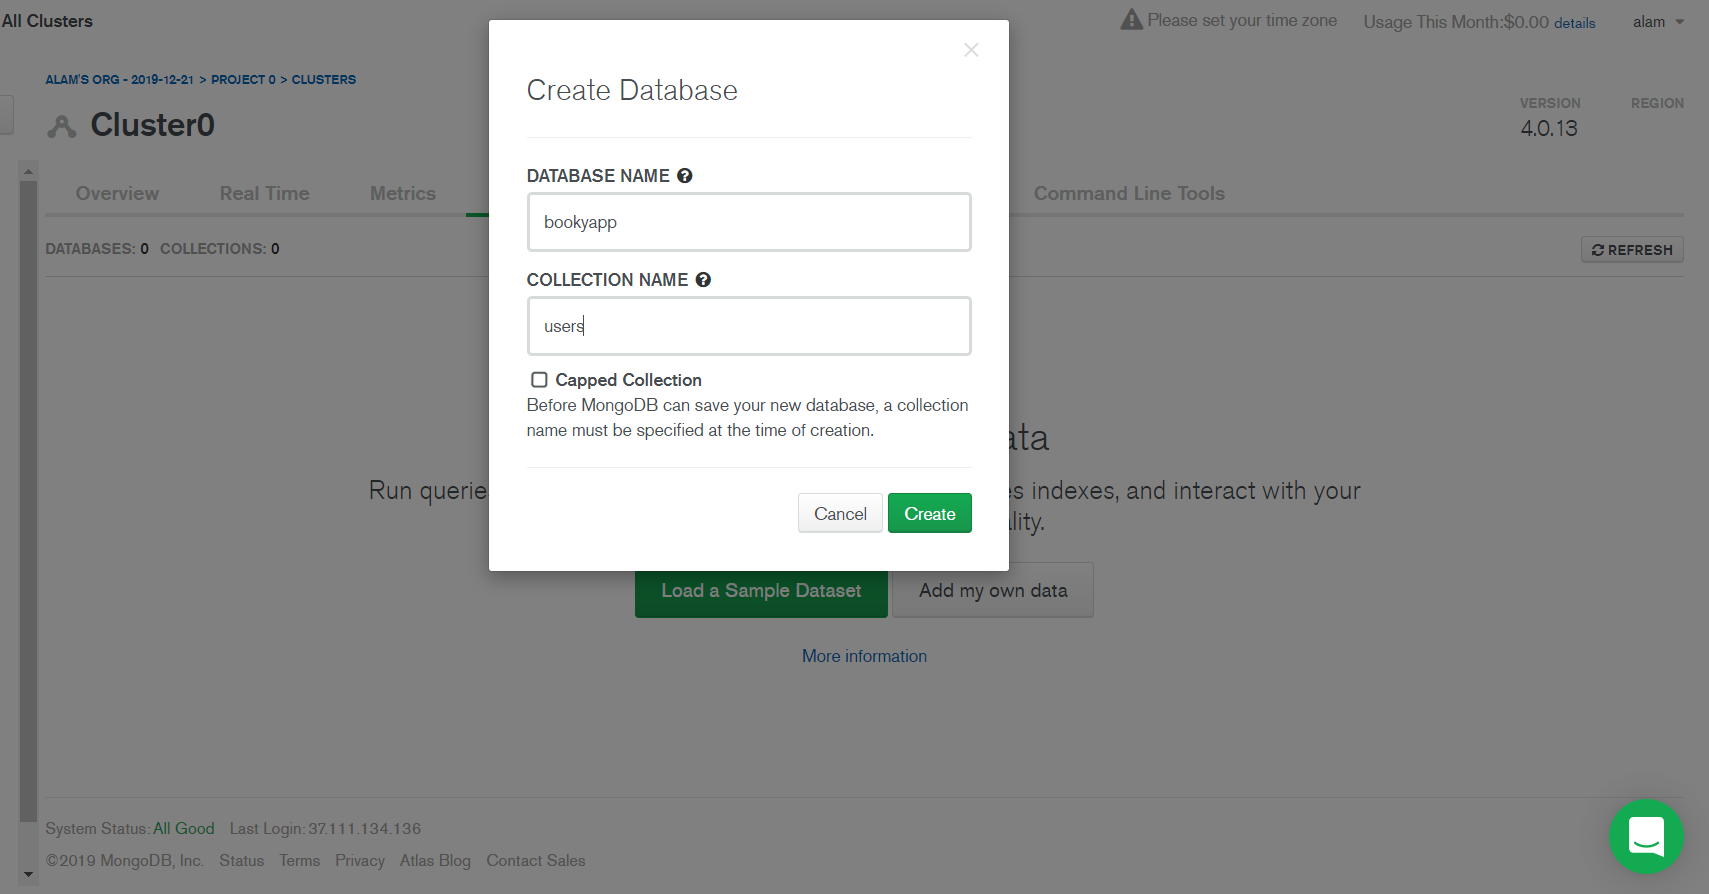 All Clusters
Please set your time zone
Usage This Month:$0.00 details
alam
ALAM'S ORG - 2019-12-21 > PROJECT 0 > CLUSTERS
Cluster0
VERSION
4.0.13
REGION
Overview
Real Time
Metrics
Command Line Tools
DATABASES: 0 COLLECTIONS: 0
REFRESH
Create Database
DATABASE NAME
bookyapp
COLLECTION NAME
users
Capped Collection
Before MongoDB can save your new database, a collection
name must be specified at the time of creation.
Cancel
Create
Run
indexes, and interact with your
Load a Sample Dataset
Add my own data
More information
System Status: All Good Last Login: 37.111.134.136
©2019 MongoDB, Inc. Status Terms Privacy Atlas Blog Contact Sales